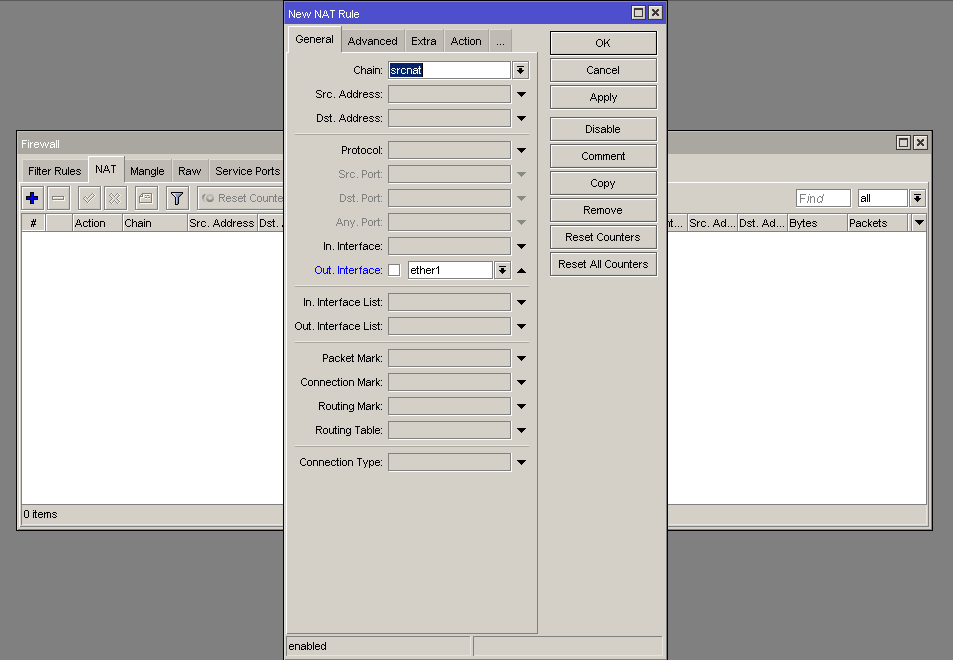 New NAT Rule
General Advanced Extra Action ...
Chain: srcnat
Src. Address:
Dst. Address:
Protocol:
Src. Port:
Dst. Port:
Any. Port:
In. Interface:
Out. Interface: ether1
In. Interface List:
Out. Interface List:
Packet Mark:
Connection Mark:
Routing Mark:
Routing Table:
Connection Type:
enabled
OK
Cancel
Apply
Disable
Comment
Copy
Remove
Reset Counters
Reset All Counters
Firewall
Filter Rules NAT Mangle Raw Service Ports
Reset Counte
Find all
# Action Chain Src. Address Dst. Src. Ad... Dst. Ad... Bytes Packets
0 items